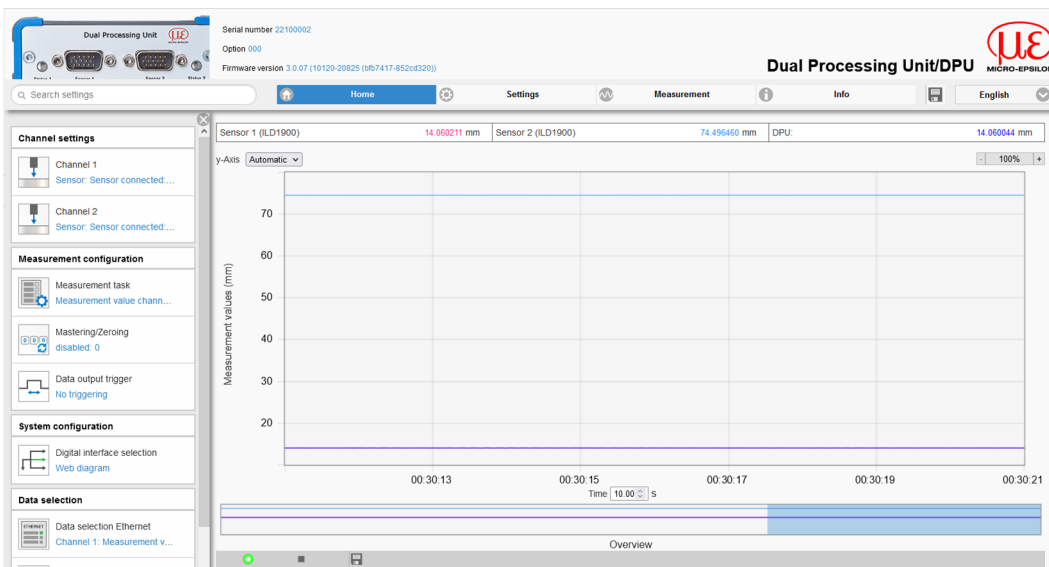 Dual Processing Unit
Serial number 22100002
Option 000
Firmware version 3.0.07 (10120-20825 (bfb7417-852cd320))
Dual Processing Unit/DPU
με
MICRO-EPSILON
Search settings
Home
Settings
Measurement
Info
English
Channel settings
Channel 1
Sensor: Sensor connected:...
Channel 2
Sensor: Sensor connected:...
Measurement configuration
Measurement task
Measurement value chann...
Mastering/Zeroing
disabled: 0
Data output trigger
No triggering
System configuration
Digital interface selection
Web diagram
Data selection
Data selection Ethernet
Channel 1: Measurement v...
Sensor 1 (ILD1900) 14.060211 mm
Sensor 2 (ILD1900) 74.496460 mm
DPU: 14.060044 mm
y-Axis Automatic
- 100% +
Measurement values (mm)
70
60
50
40
30
20
00:30:13 00:30:15 00:30:17 00:30:19 00:30:21
Time 10.00 s
Overview